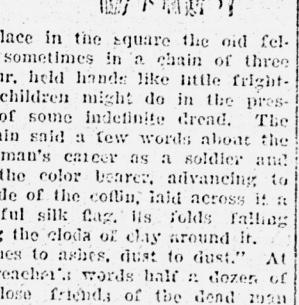 lace in the square the old fel-
sometimes in a chain of three
ur, held hands like little fright-
children might do in the pres-
of some indefinite dread. The
ain said a few words about the
man's career as a soldier and
the color bearer, advancing to
de of the coffin, laid across it a
ful silk flag, its folds falling
g the clods of clay around it.
es to ashes, dust to dust." At
reacher's words half a dozen of
lose friends of the dead man